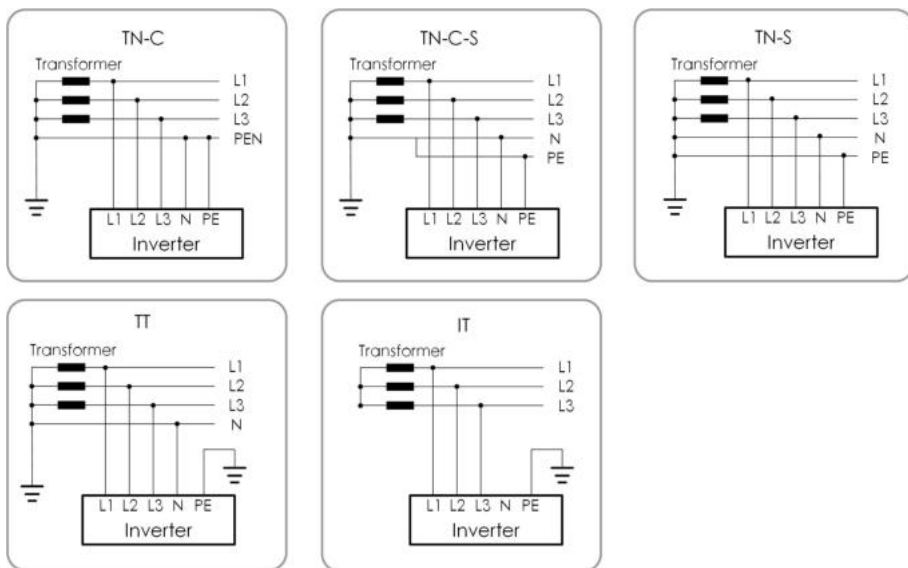 TN-C
Transformer
L1
L2
L3
PEN
L1 L2 L3 N PE
Inverter
TN-C-S
Transformer
L1
L2
L3
N
PE
L1 L2 L3 N PE
Inverter
TN-S
Transformer
L1
L2
L3
N
PE
L1 L2 L3 N PE
Inverter
TT
Transformer
L1
L2
L3
N
L1 L2 L3 N PE
Inverter
IT
Transformer
L1
L2
L3
L1 L2 L3 N PE
Inverter